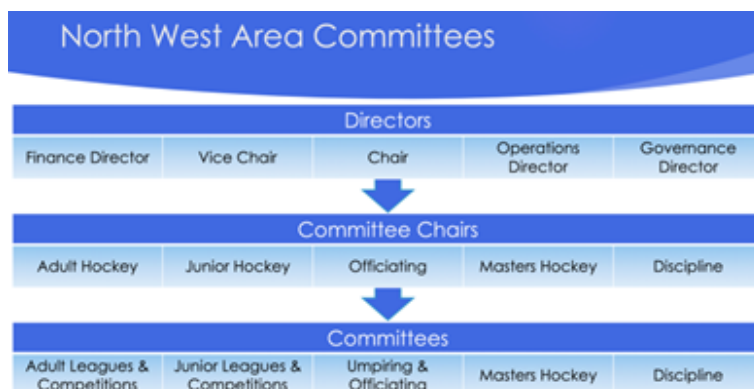 North West Area Committees
Directors
Finance Director
Vice Chair
Chair
Operations
Director
Governance
Director
Committee Chairs
Adult Hockey
Junior Hockey
Officiating
Masters Hockey
Discipline
Committees
Adult Leagues &
Competitions
Junior Leagues &
Competitions
Umpiring &
Officiating
Masters Hockey
Discipline